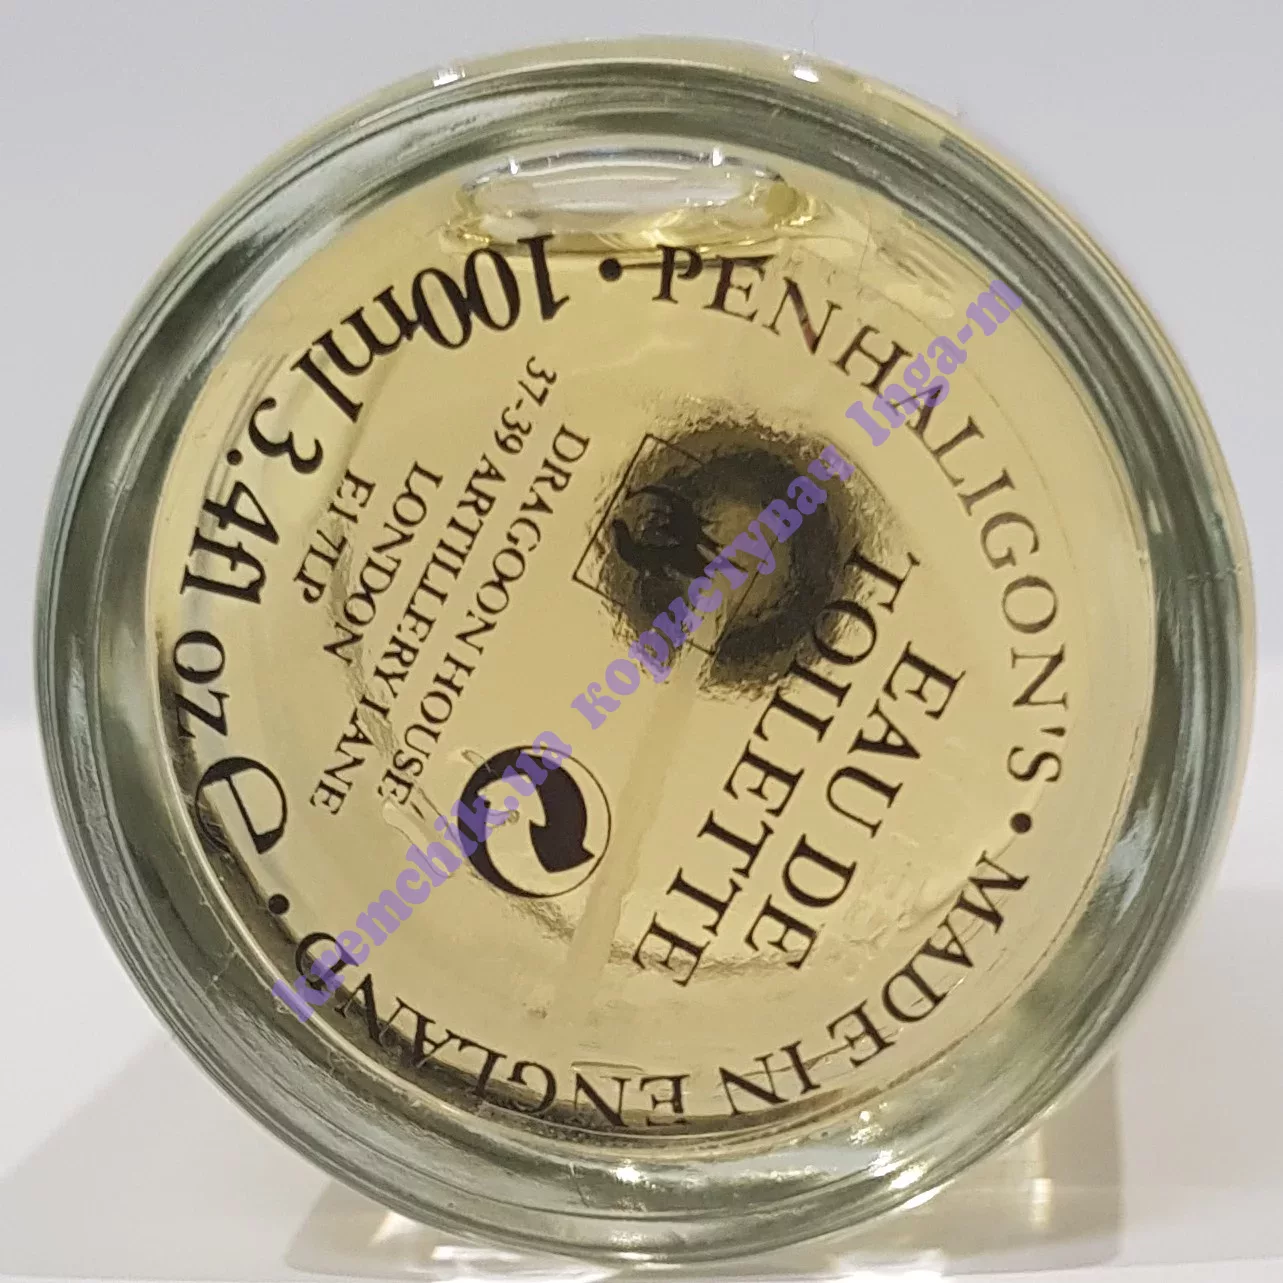 • PENHALIGON'S • MADE IN ENGLAND • 100ml 3.4fl oz e
EAU DE
TOILETTE
DRAGOON HOUSE
37-39 ARTILLERY LANE
LONDON
E1 7LP
kremchik.ua користувач Inga-m